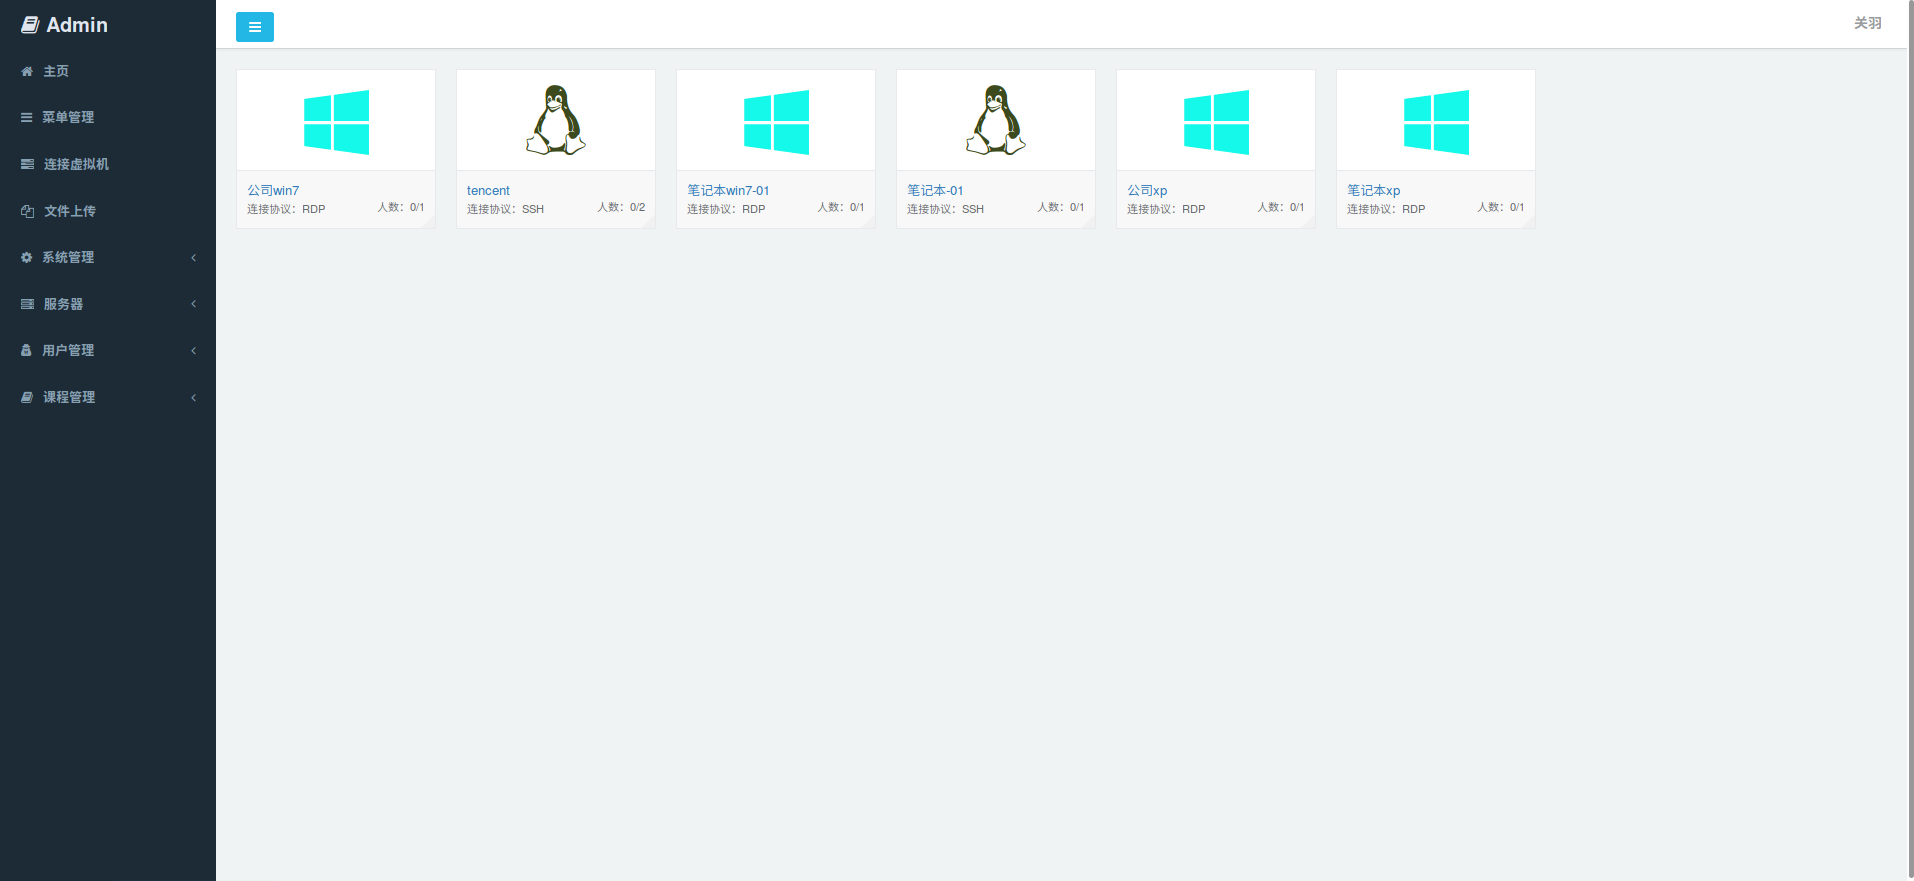 Admin
关羽
主页
菜单管理
连接虚拟机
文件上传
系统管理
服务器
用户管理
课程管理
公司win7
连接协议：RDP 人数：0/1
tencent
连接协议：SSH 人数：0/2
笔记本win7-01
连接协议：RDP 人数：0/1
笔记本-01
连接协议：SSH 人数：0/1
公司xp
连接协议：RDP 人数：0/1
笔记本xp
连接协议：RDP 人数：0/1